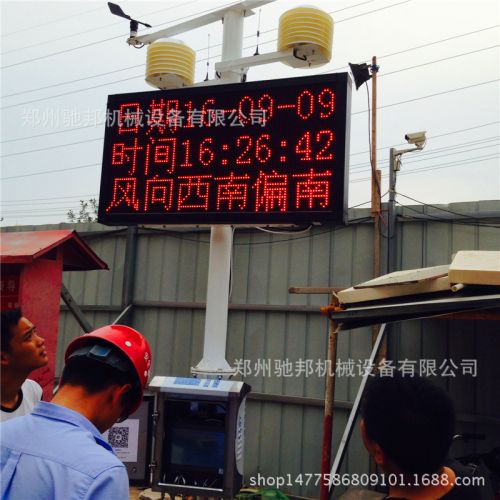 郑州驰邦机械设备有限公司
日期16-09-09
时间16:26:42
风向西南偏南
郑州驰邦机械设备有限公司
shop1477586809101.1688.com